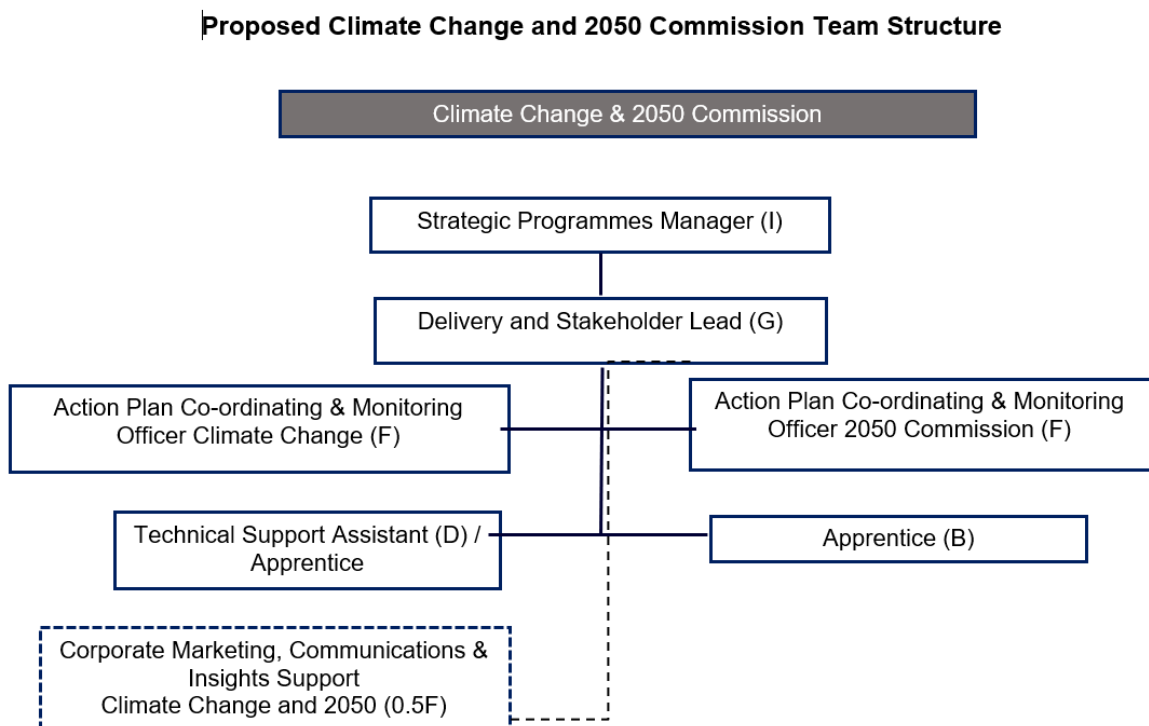 Proposed Climate Change and 2050 Commission Team Structure
Climate Change & 2050 Commission
Strategic Programmes Manager (I)
Delivery and Stakeholder Lead (G)
Action Plan Co-ordinating & Monitoring
Officer Climate Change (F)
Action Plan Co-ordinating & Monitoring
Officer 2050 Commission (F)
Technical Support Assistant (D) /
Apprentice
Apprentice (B)
Corporate Marketing, Communications &
Insights Support
Climate Change and 2050 (0.5F)